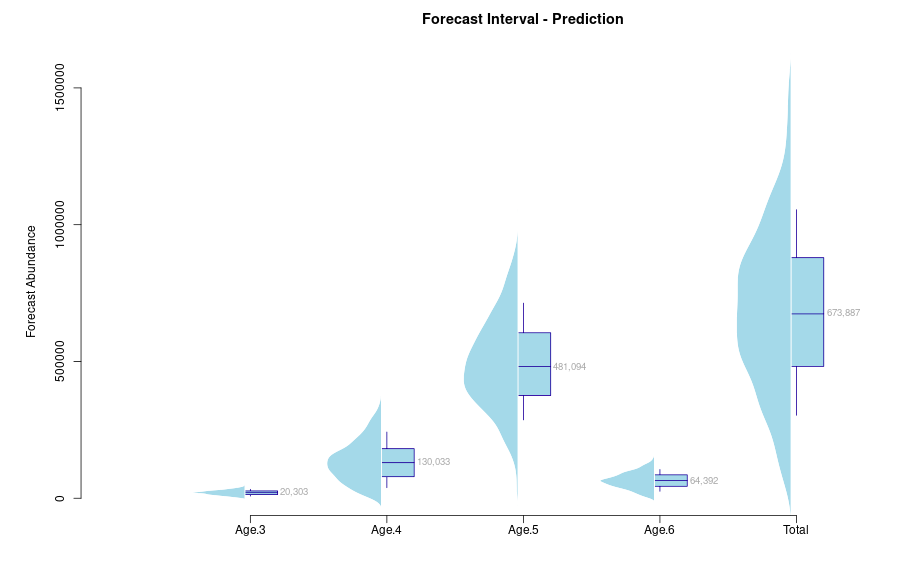 Forecast Interval - Prediction
Forecast Abundance
1500000
1000000
500000
0
673,887
481,094
130,033
64,392
20,303
Age.3
Age.4
Age.5
Age.6
Total